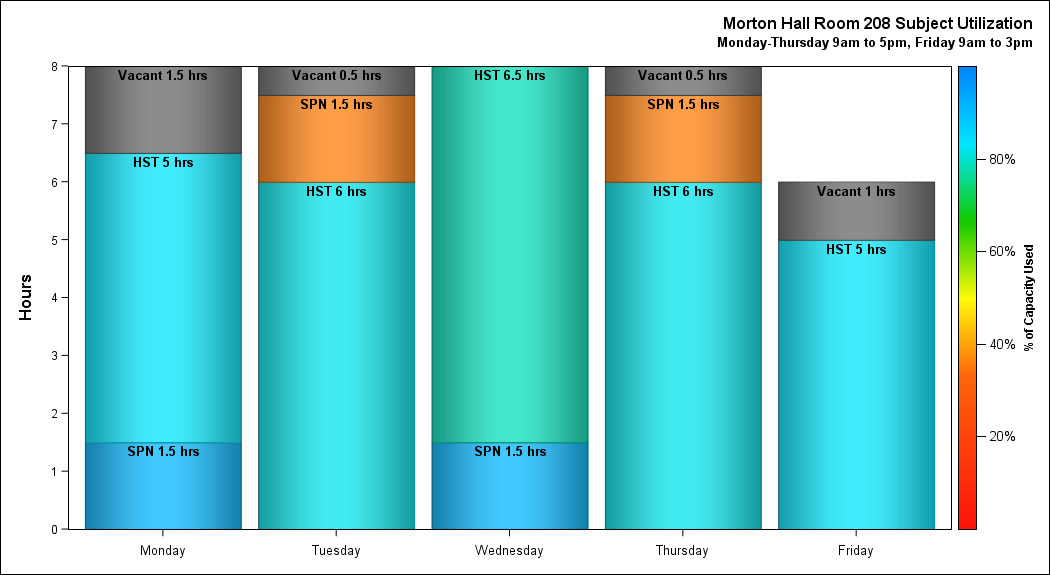 Morton Hall Room 208 Subject Utilization
Monday-Thursday 9am to 5pm, Friday 9am to 3pm
Hours
8
7
6
5
4
3
2
1
0
Vacant 1.5 hrs
HST 5 hrs
SPN 1.5 hrs
Vacant 0.5 hrs
SPN 1.5 hrs
HST 6 hrs
HST 6.5 hrs
SPN 1.5 hrs
Vacant 0.5 hrs
SPN 1.5 hrs
HST 6 hrs
Vacant 1 hrs
HST 5 hrs
Monday
Tuesday
Wednesday
Thursday
Friday
80%
60%
40%
20%
% of Capacity Used